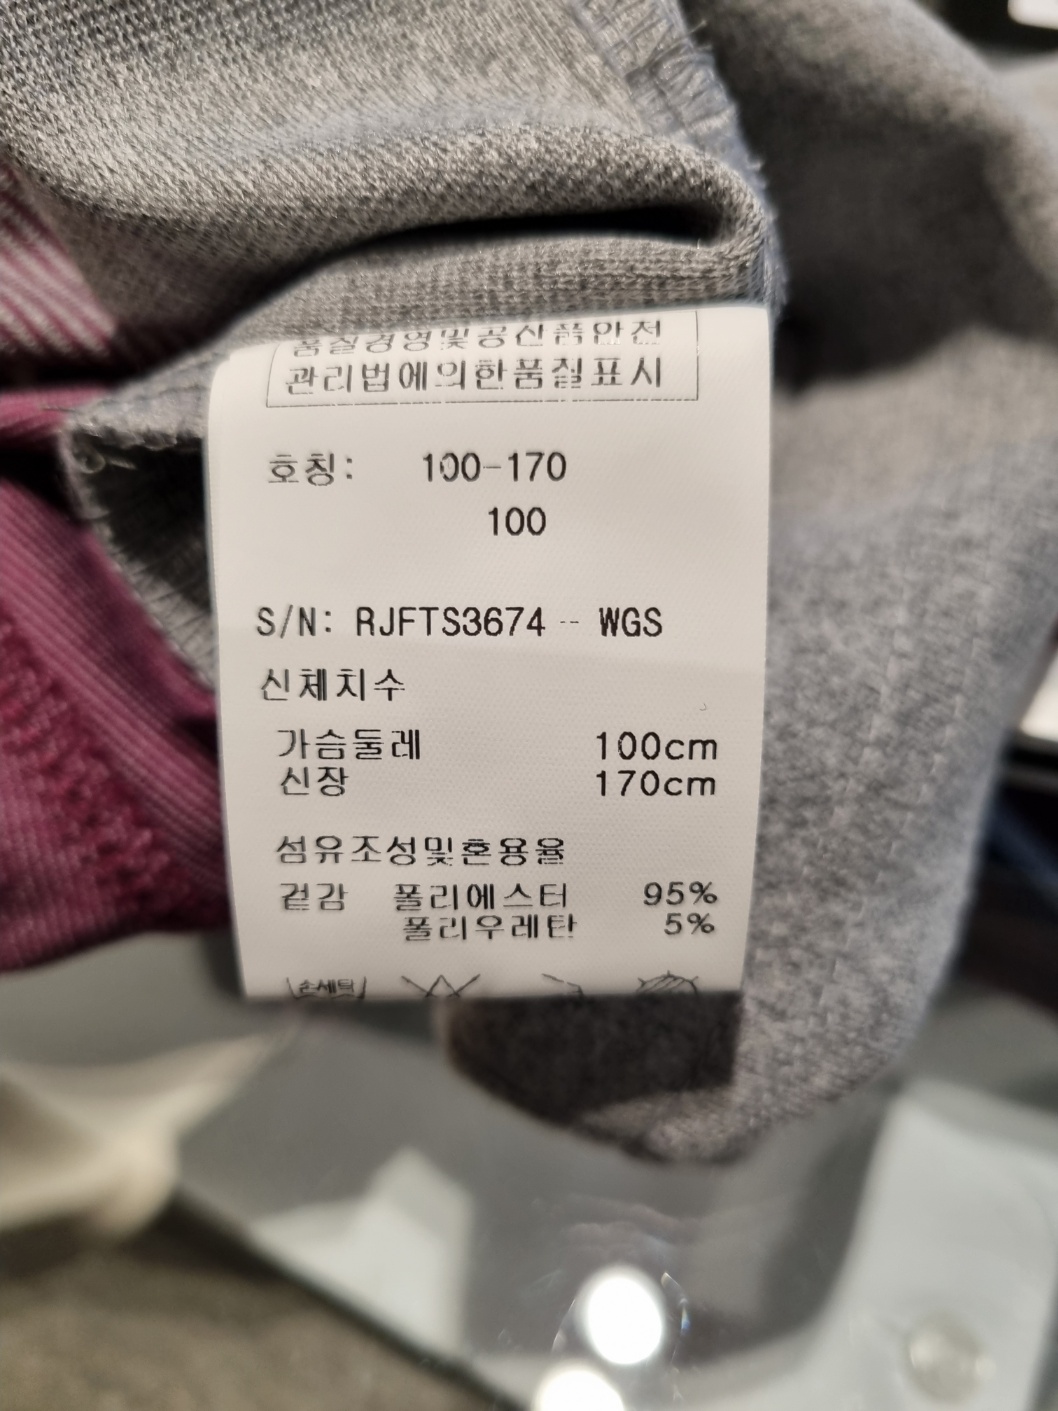 품질경영및공산품안전
관리법에의한품질표시
호칭: 100-170
100
S/N: RJFTS3674 -- WGS
신체치수
가슴둘레 100cm
신장 170cm
섬유조성및혼용율
겉감 폴리에스터 95%
폴리우레탄 5%
손세탁